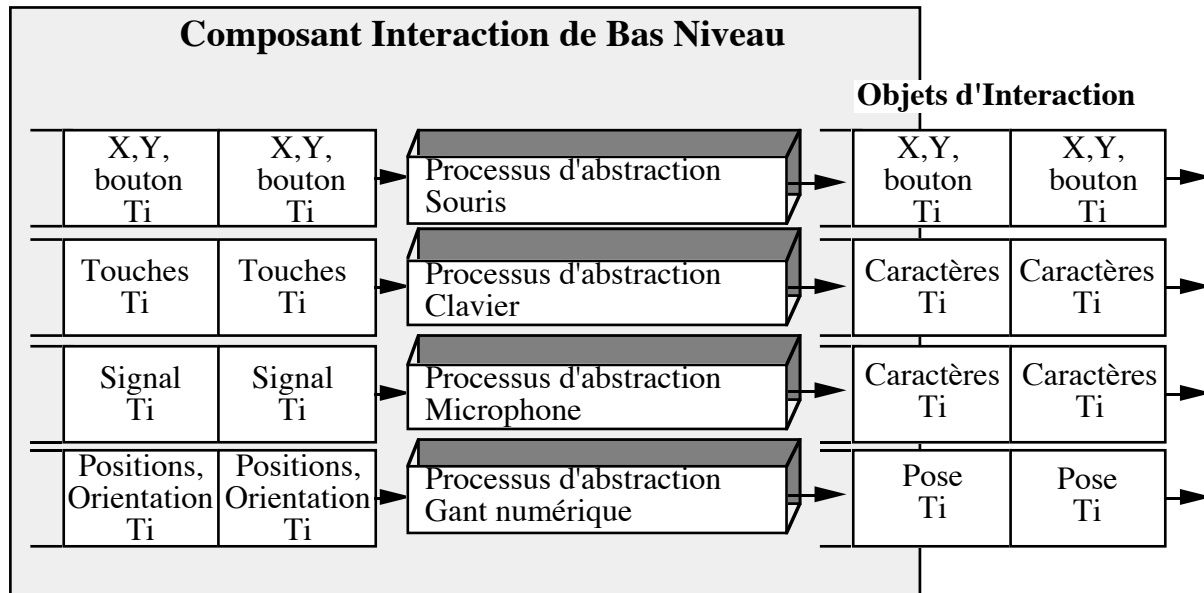 Composant Interaction de Bas Niveau
Objets d'Interaction
X,Y,
bouton
Ti
X,Y,
bouton
Ti
Processus d'abstraction
Souris
X,Y,
bouton
Ti
X,Y,
bouton
Ti
Touches
Ti
Touches
Ti
Processus d'abstraction
Clavier
Caractères
Ti
Caractères
Ti
Signal
Ti
Signal
Ti
Processus d'abstraction
Microphone
Caractères
Ti
Caractères
Ti
Positions,
Orientation
Ti
Positions,
Orientation
Ti
Processus d'abstraction
Gant numérique
Pose
Ti
Pose
Ti